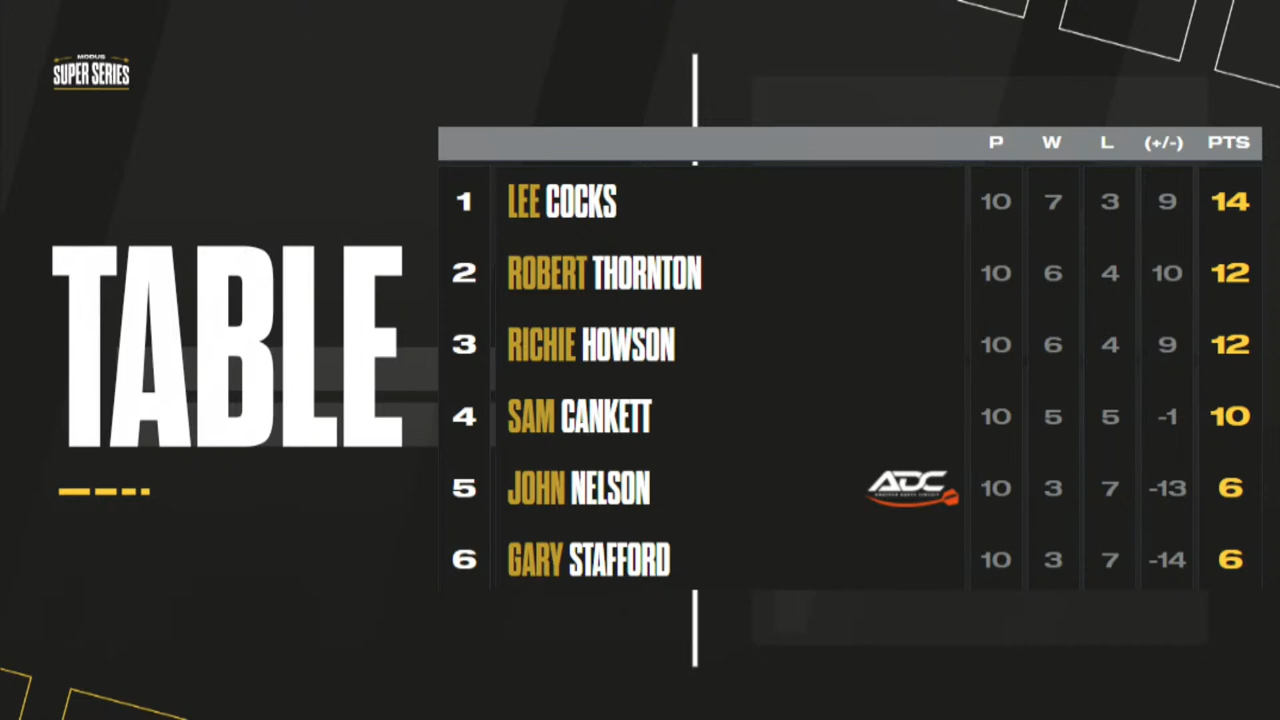 MODUS
SUPER SERIES
TABLE
P W L (+/-) PTS
1 LEE COCKS 10 7 3 9 14
2 ROBERT THORNTON 10 6 4 10 12
3 RICHIE HOWSON 10 6 4 9 12
4 SAM CANKETT 10 5 5 -1 10
5 JOHN NELSON ADC 10 3 7 -13 6
6 GARY STAFFORD 10 3 7 -14 6